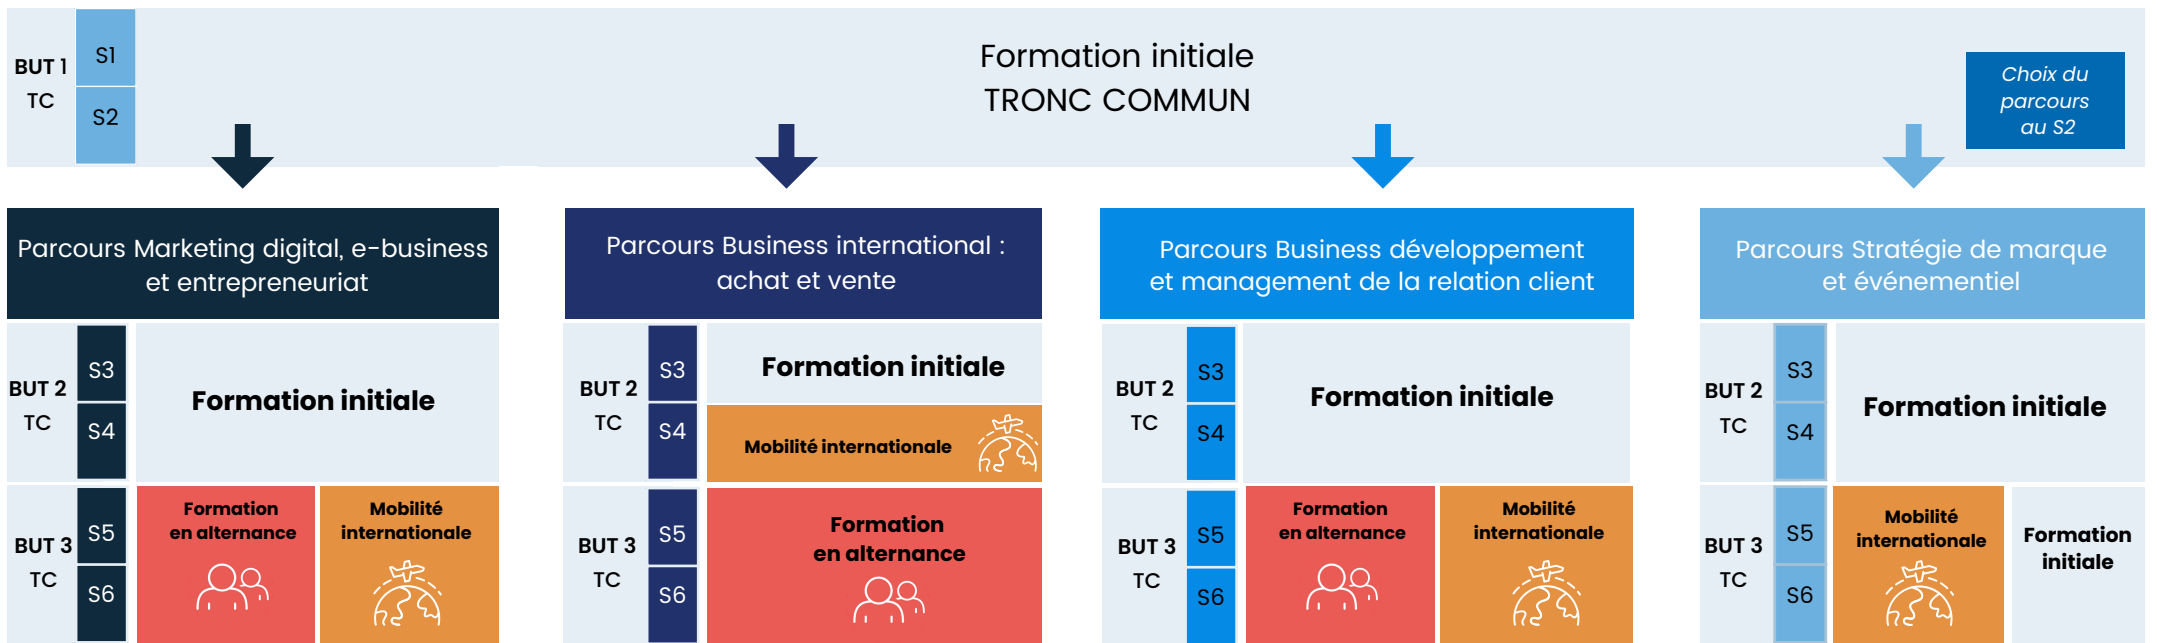 BUT 1
TC
S1
S2
Formation initiale
TRONC COMMUN
Choix du
parcours
au S2
Parcours Marketing digital, e-business
et entrepreneuriat
BUT 2
TC
S3
S4
Formation initiale
BUT 3
TC
S5
S6
Formation
en alternance
Mobilité
internationale
Parcours Business international :
achat et vente
BUT 2
TC
S3
S4
Formation initiale
Mobilité internationale
BUT 3
TC
S5
S6
Formation
en alternance
Parcours Business développement
et management de la relation client
BUT 2
TC
S3
S4
Formation initiale
BUT 3
TC
S5
S6
Formation
en alternance
Mobilité
internationale
Parcours Stratégie de marque
et événementiel
BUT 2
TC
S3
S4
Formation initiale
BUT 3
TC
S5
S6
Mobilité
internationale
Formation
initiale